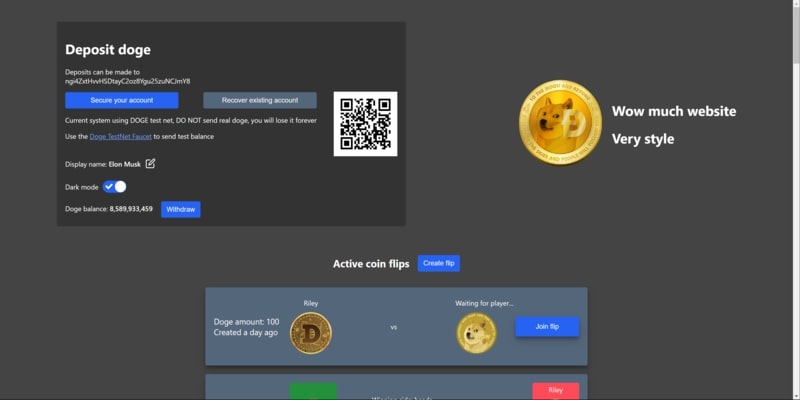 Deposit doge
Deposits can be made to
ngi4ZxtHvvHSDtayC2oz8Ygu25zuNCJmY8
Secure your account
Recover existing account
Current system using DOGE test net, DO NOT send real doge, you will lose it forever
Use the Doge TestNet Faucet to send test balance
Display name: Elon Musk
Dark mode
Doge balance: 8,589,933,459
Withdraw
Wow much website
Very style
Active coin flips
Create flip
Riley
Doge amount: 100
Created a day ago
vs
Waiting for player...
Join flip
Riley